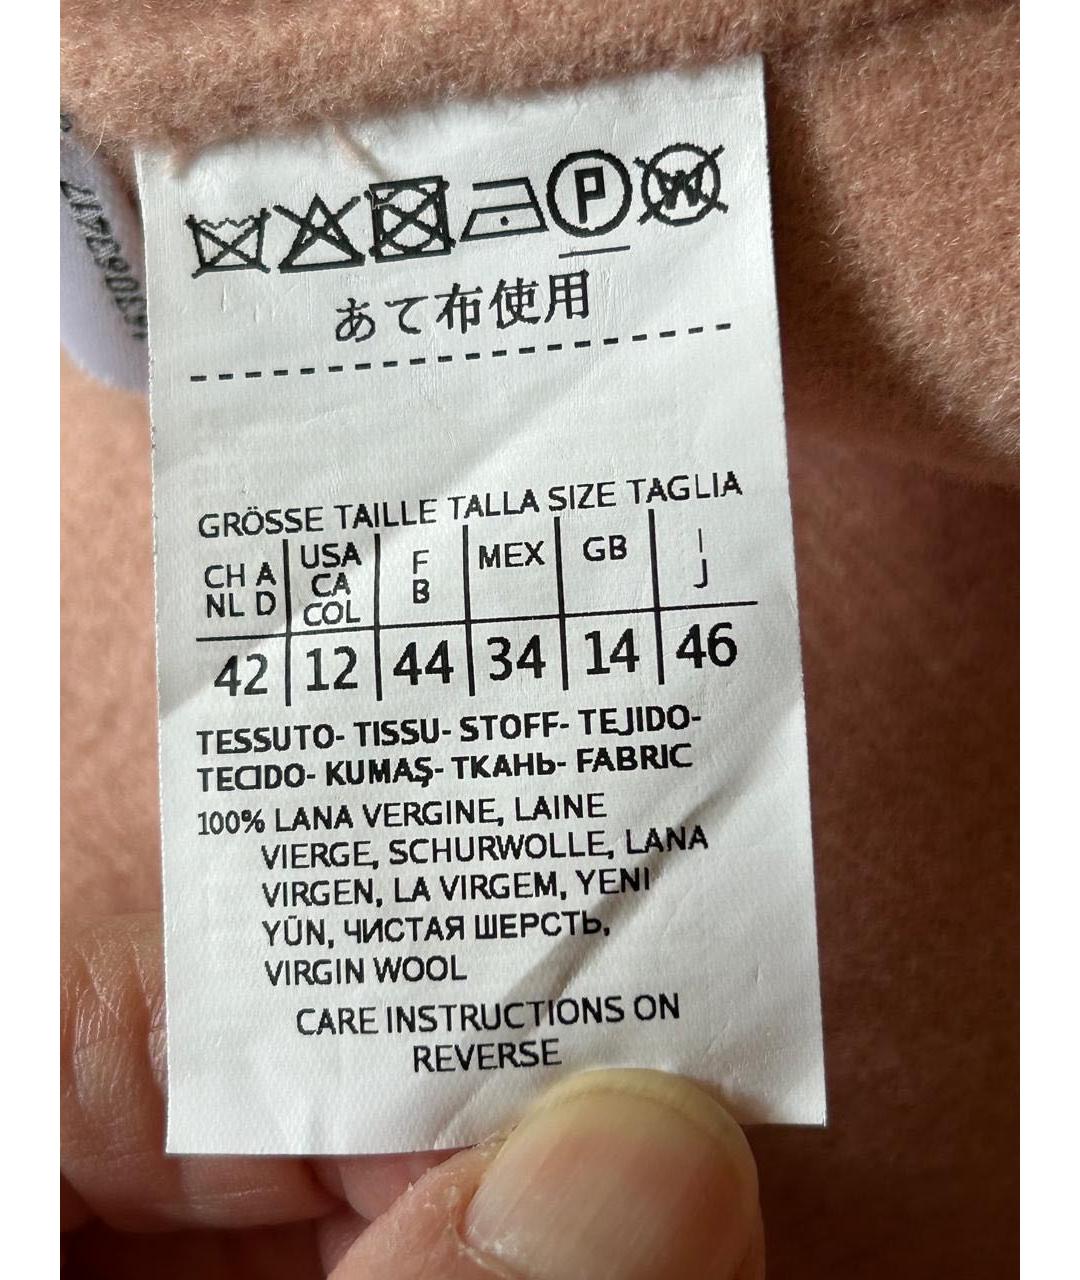 P W
あて布使用
GRÖSSE TAILLE TALLA SIZE TAGLIA
CH A NL D USA CA COL F B MEX GB I J
42 12 44 34 14 46
TESSUTO- TISSU- STOFF- TEJIDO-
TECIDO- KUMAŞ- ТКАНЬ- FABRIC
100% LANA VERGINE, LAINE
VIERGE, SCHURWOLLE, LANA
VIRGEN, LA VIRGEM, YENI
YÜN, ЧИСТАЯ ШЕРСТЬ,
VIRGIN WOOL
CARE INSTRUCTIONS ON
REVERSE